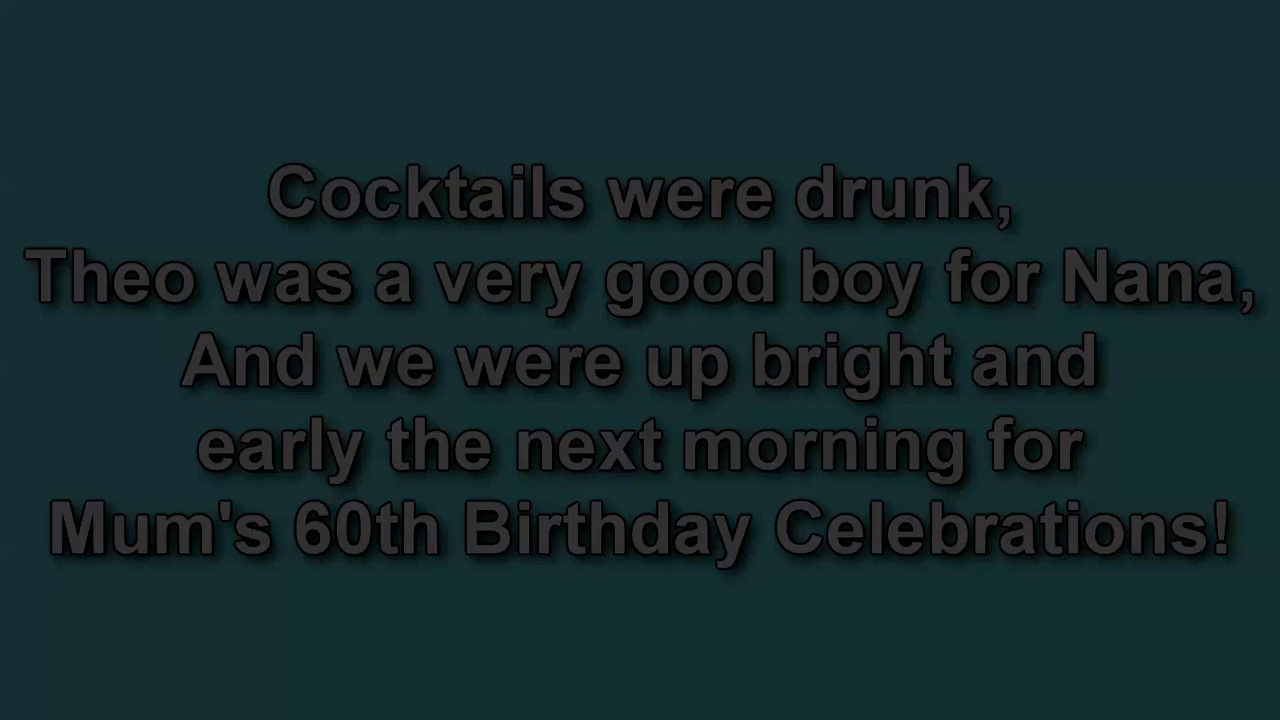 Cocktails were drunk,
Theo was a very good boy for Nana,
And we were up bright and
early the next morning for
Mum's 60th Birthday Celebrations!